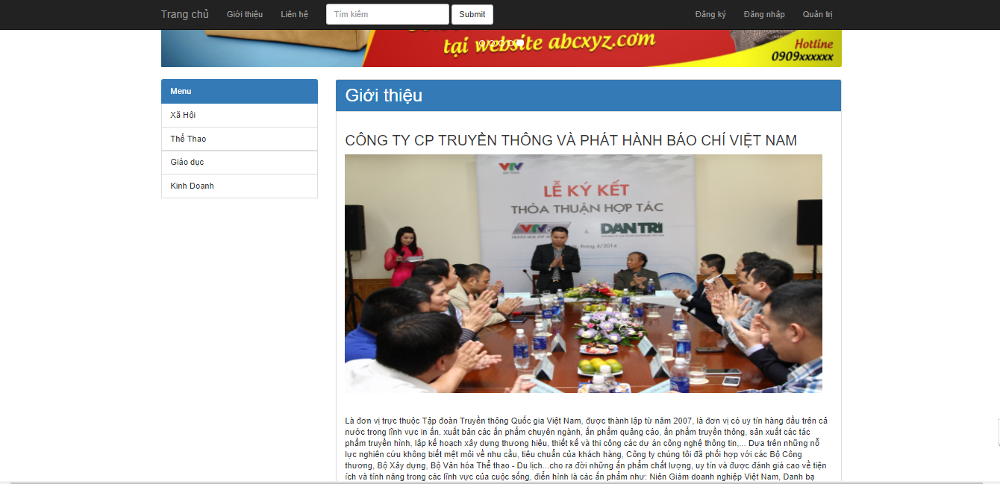 Trang chủ Giới thiệu Liên hệ Tìm kiếm Submit Đăng ký Đăng nhập Quản trị
tại website abcxyz.com
Hotline
0909xxxxxx
Menu
Xã Hội
Thể Thao
Giáo dục
Kinh Doanh
Giới thiệu
CÔNG TY CP TRUYỀN THÔNG VÀ PHÁT HÀNH BÁO CHÍ VIỆT NAM
VTV
LỄ KÝ KẾT
THỎA THUẬN HỢP TÁC
VTV & DANTRI
tháng 4/2014
Là đơn vị trực thuộc Tập đoàn Truyền thông Quốc gia Việt Nam, được thành lập từ năm 2007, là đơn vị có uy tín hàng đầu trên cả
nước trong lĩnh vực in ấn, xuất bản các ấn phẩm chuyên ngành, ấn phẩm quảng cáo, ấn phẩm truyền thông, sản xuất các tác
phẩm truyền hình, lập kế hoạch xây dựng thương hiệu, thiết kế và thi công các dự án công nghệ thông tin,... Dựa trên những nỗ
lực nghiên cứu không biết mệt mỏi về nhu cầu, tiêu chuẩn của khách hàng, Công ty chúng tôi đã phối hợp với các Bộ Công
thương, Bộ Xây dựng, Bộ Văn hóa Thể thao - Du lịch...cho ra đời những ấn phẩm chất lượng, uy tín và được đánh giá cao về tiện
ích và tính năng trong các lĩnh vực của cuộc sống, điển hình là các ấn phẩm như: Niên Giám doanh nghiệp Việt Nam, Danh bạ